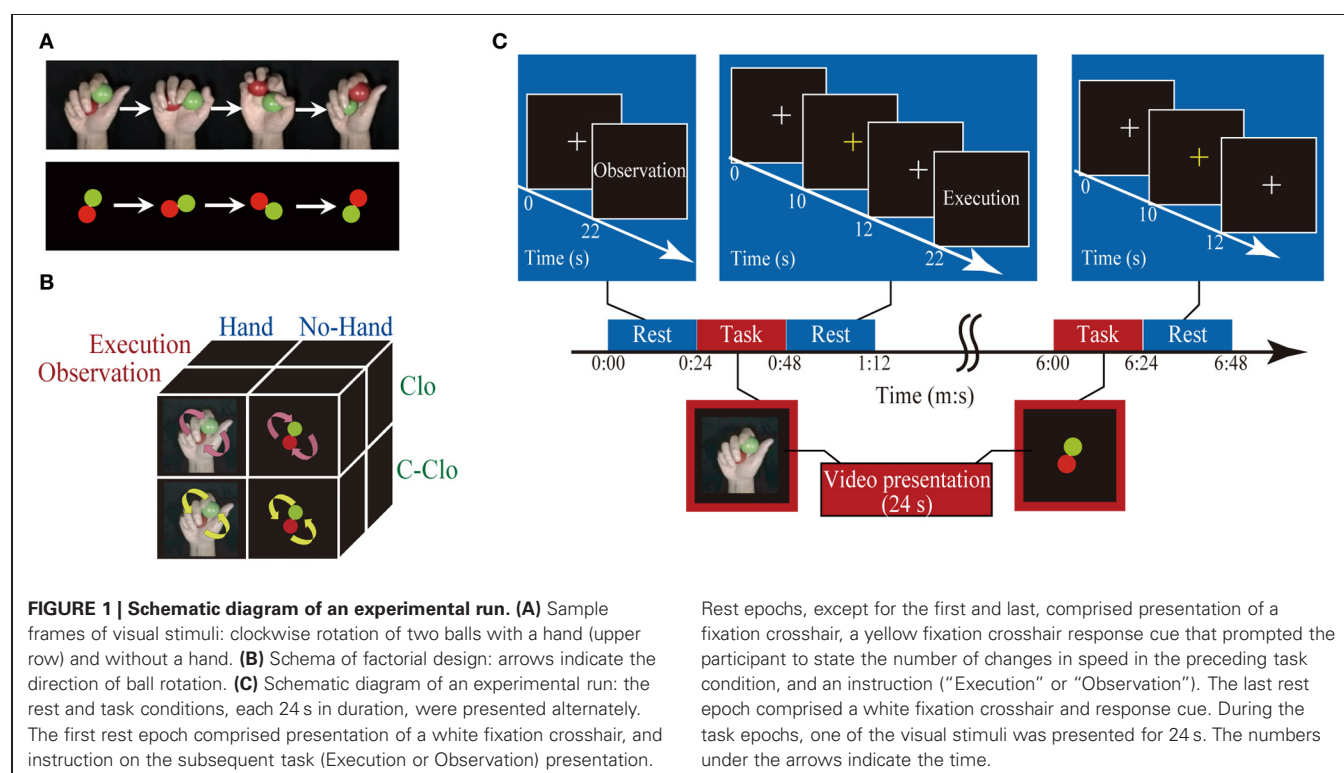 A
B
Hand No-Hand
Execution
Observation
Clo
C-Clo
C
Observation
0
22
Time (s)
0
10
12
22
Execution
Time (s)
0
10
12
Time (s)
Rest Task Rest Task Rest
0:00 0:24 0:48 1:12 6:00 6:24 6:48
Time (m:s)
Video presentation
(24 s)
FIGURE 1 | Schematic diagram of an experimental run. (A) Sample
frames of visual stimuli: clockwise rotation of two balls with a hand (upper
row) and without a hand. (B) Schema of factorial design: arrows indicate the
direction of ball rotation. (C) Schematic diagram of an experimental run: the
rest and task conditions, each 24 s in duration, were presented alternately.
The first rest epoch comprised presentation of a white fixation crosshair, and
instruction on the subsequent task (Execution or Observation) presentation.
Rest epochs, except for the first and last, comprised presentation of a
fixation crosshair, a yellow fixation crosshair response cue that prompted the
participant to state the number of changes in speed in the preceding task
condition, and an instruction (“Execution” or “Observation”). The last rest
epoch comprised a white fixation crosshair and response cue. During the
task epochs, one of the visual stimuli was presented for 24 s. The numbers
under the arrows indicate the time.